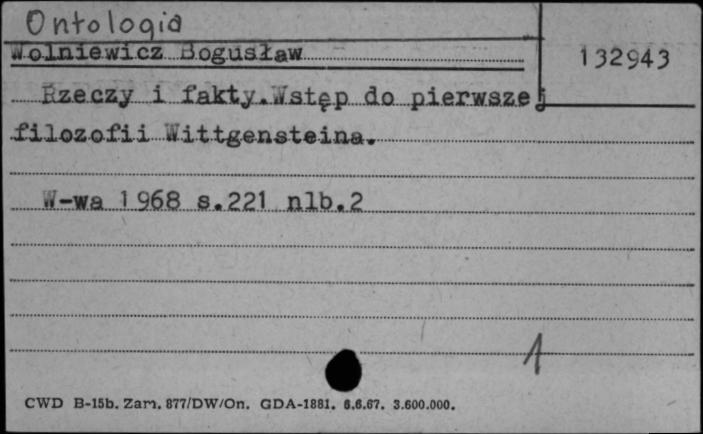 Ontologia
Wolniewicz Bogusław
132943
Rzeczy i fakty.Wstęp do pierwszej
filozofii Wittgensteina.
W-wa 1968 s.221 nlb.2
1
CWD B-15b. Zam. 877/DW/On. GDA-1881. 6.6.67. 3.600.000.